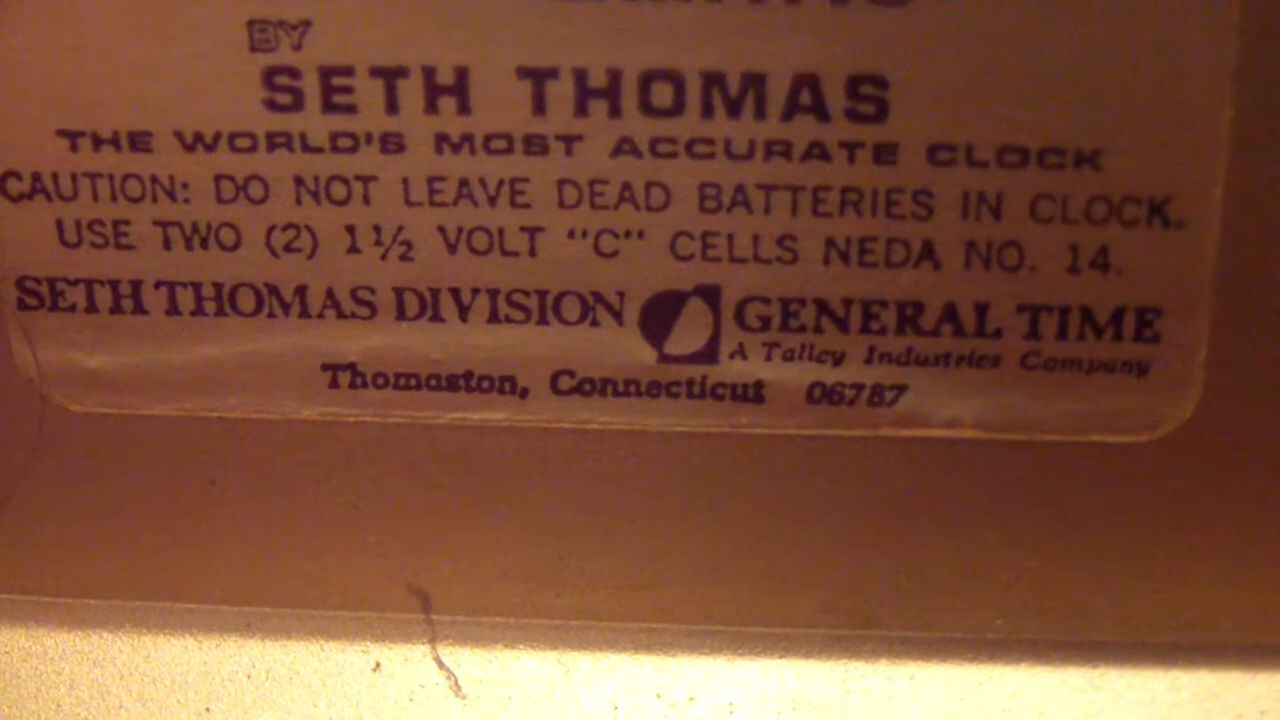 BY
SETH THOMAS
THE WORLD'S MOST ACCURATE CLOCK
CAUTION: DO NOT LEAVE DEAD BATTERIES IN CLOCK.
USE TWO (2) 1½ VOLT "C" CELLS NEDA NO. 14.
SETH THOMAS DIVISION GENERAL TIME
A Talley Industries Company
Thomaston, Connecticut 06787